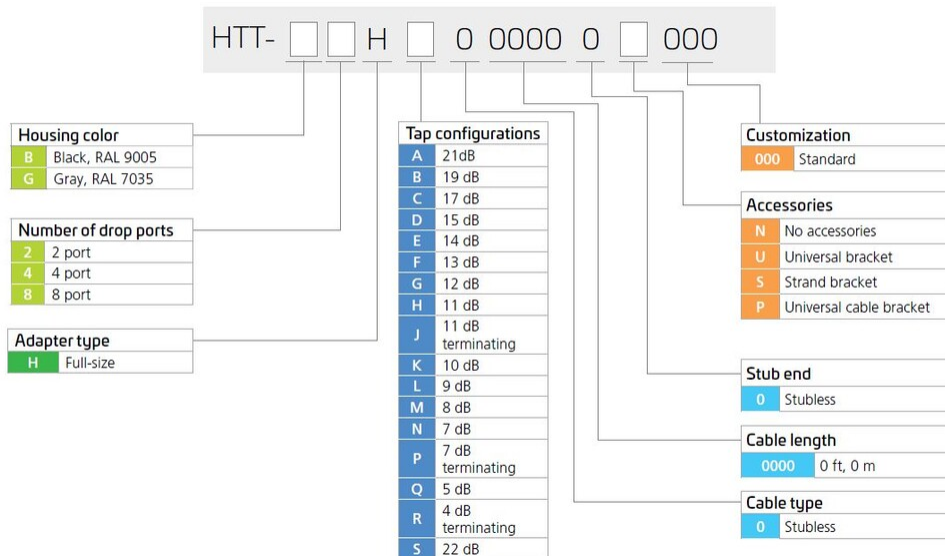 HTT- H 0 0000 0 000
Housing color
B Black, RAL 9005
G Gray, RAL 7035
Number of drop ports
2 2 port
4 4 port
8 8 port
Adapter type
H Full-size
Tap configurations
A 21dB
B 19 dB
C 17 dB
D 15 dB
E 14 dB
F 13 dB
G 12 dB
H 11 dB
J 11 dB
terminating
K 10 dB
L 9 dB
M 8 dB
N 7 dB
P 7 dB
terminating
Q 5 dB
R 4 dB
terminating
S 22 dB
Customization
000 Standard
Accessories
N No accessories
U Universal bracket
S Strand bracket
P Universal cable bracket
Stub end
0 Stubless
Cable length
0000 0 ft, 0 m
Cable type
0 Stubless